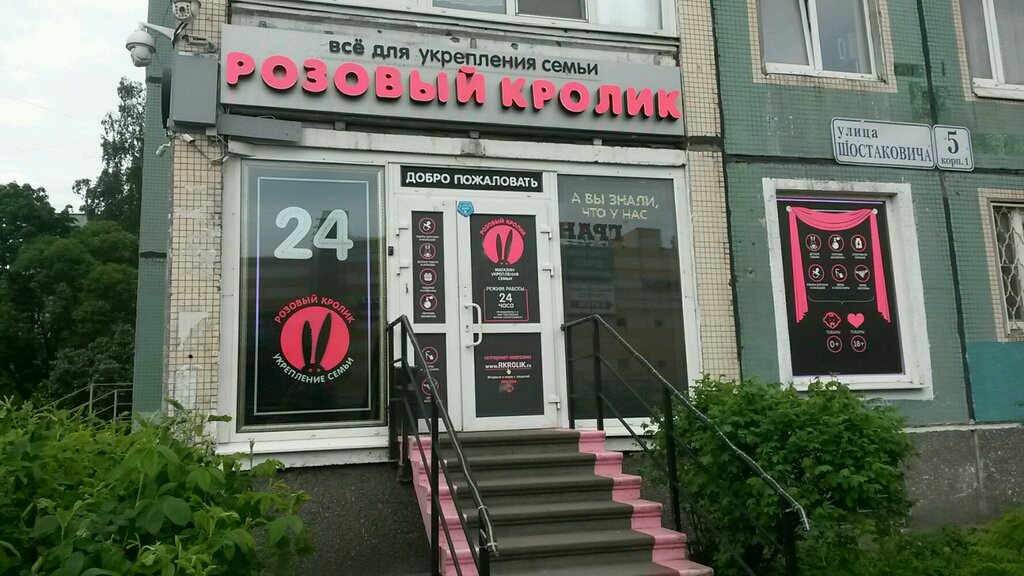 всё для укрепления семьи
РОЗОВЫЙ КРОЛИК
улица
ШОСТАКОВИЧА
5
корп.1
ДОБРО ПОЖАЛОВАТЬ
24
РОЗОВЫЙ КРОЛИК
УКРЕПЛЕНИЕ СЕМЬИ
РОЗОВЫЙ КРОЛИК
МАГАЗИН
УКРЕПЛЕНИЯ
СЕМЬИ
РЕЖИМ РАБОТЫ
24
ЧАСА
интернет-магазин
www.RKROLIK.ru
А ВЫ ЗНАЛИ,
ЧТО У НАС
ТОВАРЫ
0+
ТОВАРЫ
18+